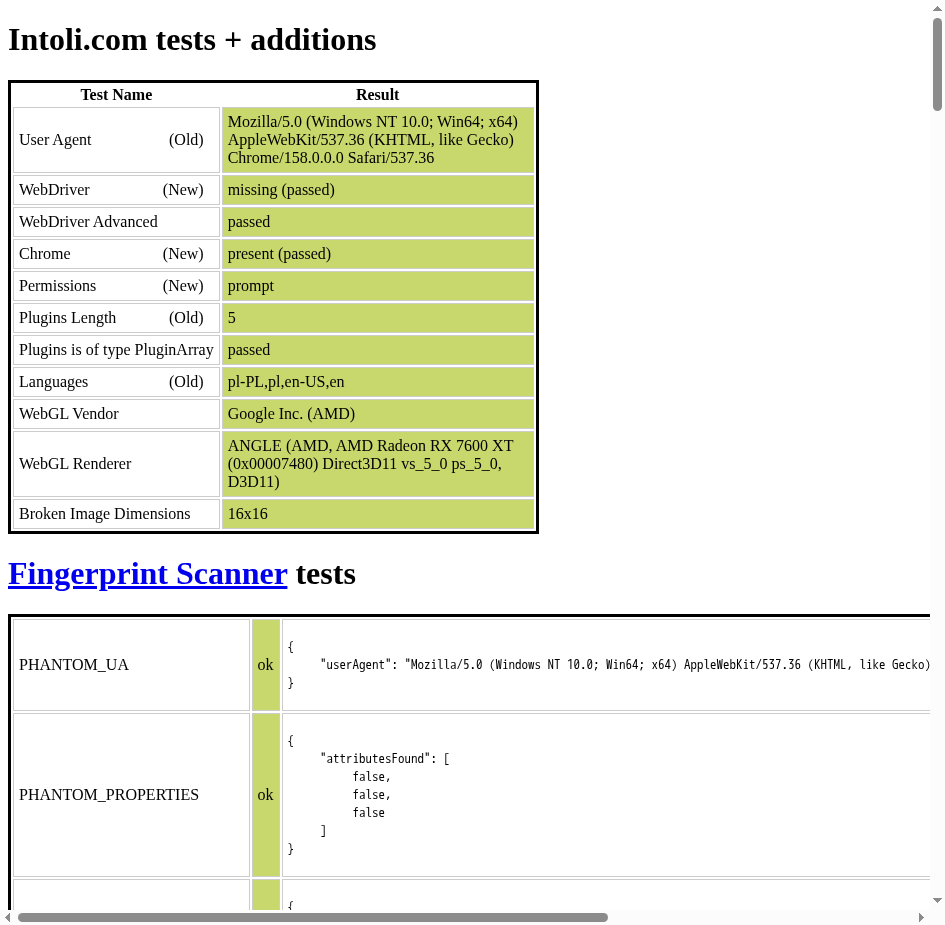 Intoli.com tests + additions
Test Name Result
User Agent (Old) Mozilla/5.0 (Windows NT 10.0; Win64; x64)
AppleWebKit/537.36 (KHTML, like Gecko)
Chrome/158.0.0.0 Safari/537.36
WebDriver (New) missing (passed)
WebDriver Advanced passed
Chrome (New) present (passed)
Permissions (New) prompt
Plugins Length (Old) 5
Plugins is of type PluginArray passed
Languages (Old) pl-PL,pl,en-US,en
WebGL Vendor Google Inc. (AMD)
WebGL Renderer ANGLE (AMD, AMD Radeon RX 7600 XT
(0x00007480) Direct3D11 vs_5_0 ps_5_0,
D3D11)
Broken Image Dimensions 16x16
Fingerprint Scanner tests
PHANTOM_UA ok {
"userAgent": "Mozilla/5.0 (Windows NT 10.0; Win64; x64) AppleWebKit/537.36 (KHTML, like Gecko)
}
PHANTOM_PROPERTIES ok {
"attributesFound": [
false,
false,
false
]
}
{